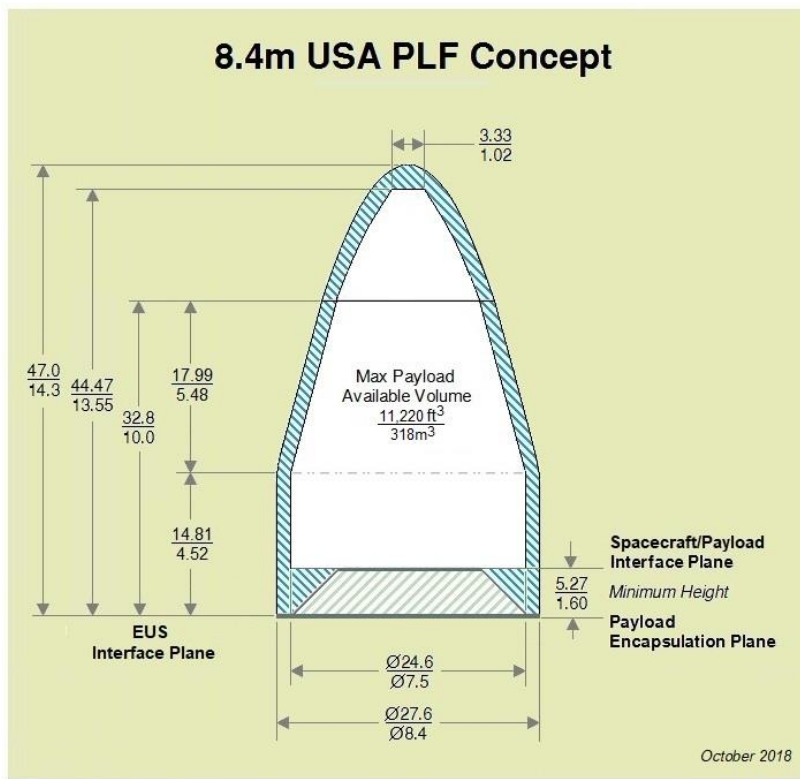 8.4m USA PLF Concept
3.33
1.02
47.0
14.3
44.47
13.55
32.8
10.0
17.99
5.48
Max Payload
Available Volume
11,220 ft³
318m³
14.81
4.52
Spacecraft/Payload
Interface Plane
5.27
1.60
Minimum Height
Payload
Encapsulation Plane
EUS
Interface Plane
Ø24.6
Ø7.5
Ø27.6
Ø8.4
October 2018